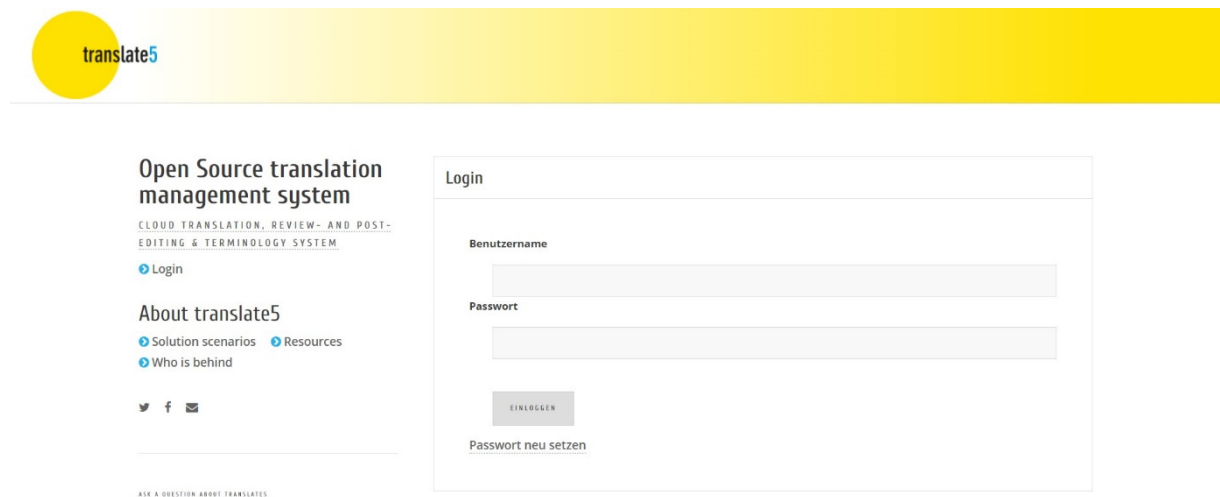 translate5
Open Source translation
management system
CLOUD TRANSLATION, REVIEW- AND POST-
EDITING & TERMINOLOGY SYSTEM
Login
About translate5
Solution scenarios Resources
Who is behind
ASK A QUESTION ABOUT TRANSLATE5
Login
Benutzername
Passwort
EINLOGGEN
Passwort neu setzen